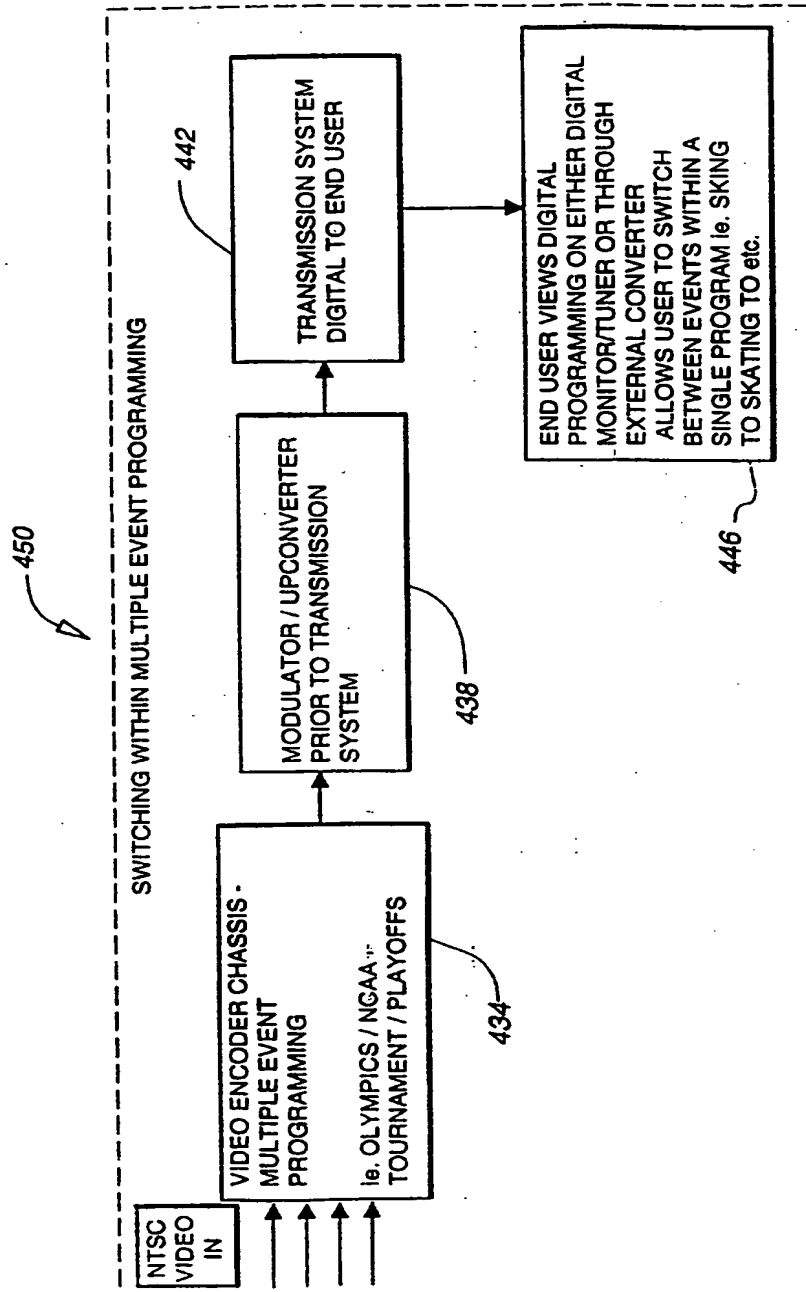 450
SWITCHING WITHIN MULTIPLE EVENT PROGRAMMING
NTSC
VIDEO
IN
VIDEO ENCODER CHASSIS -
MULTIPLE EVENT
PROGRAMMING
ie. OLYMPICS / NCAA
TOURNAMENT / PLAYOFFS
434
MODULATOR / UPCONVERTER
PRIOR TO TRANSMISSION
SYSTEM
438
442
TRANSMISSION SYSTEM
DIGITAL TO END USER
END USER VIEWS DIGITAL
PROGRAMMING ON EITHER DIGITAL
MONITOR/TUNER OR THROUGH
EXTERNAL CONVERTER
ALLOWS USER TO SWITCH
BETWEEN EVENTS WITHIN A
SINGLE PROGRAM ie. SKING
TO SKATING TO etc.
446